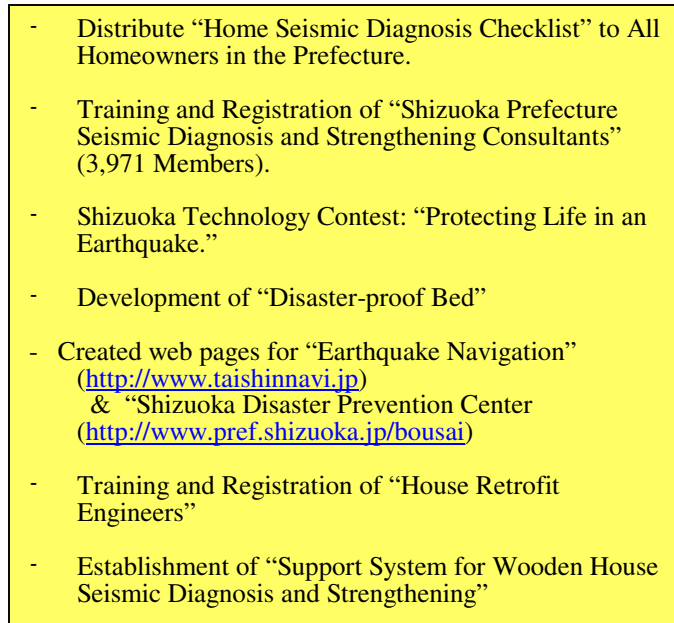 - Distribute “Home Seismic Diagnosis Checklist” to All
Homeowners in the Prefecture.
- Training and Registration of “Shizuoka Prefecture
Seismic Diagnosis and Strengthening Consultants”
(3,971 Members).
- Shizuoka Technology Contest: “Protecting Life in an
Earthquake.”
- Development of “Disaster-proof Bed”
- Created web pages for “Earthquake Navigation”
(http://www.taishinnavi.jp)
& “Shizuoka Disaster Prevention Center
(http://www.pref.shizuoka.jp/bousai)
- Training and Registration of “House Retrofit
Engineers”
- Establishment of “Support System for Wooden House
Seismic Diagnosis and Strengthening”